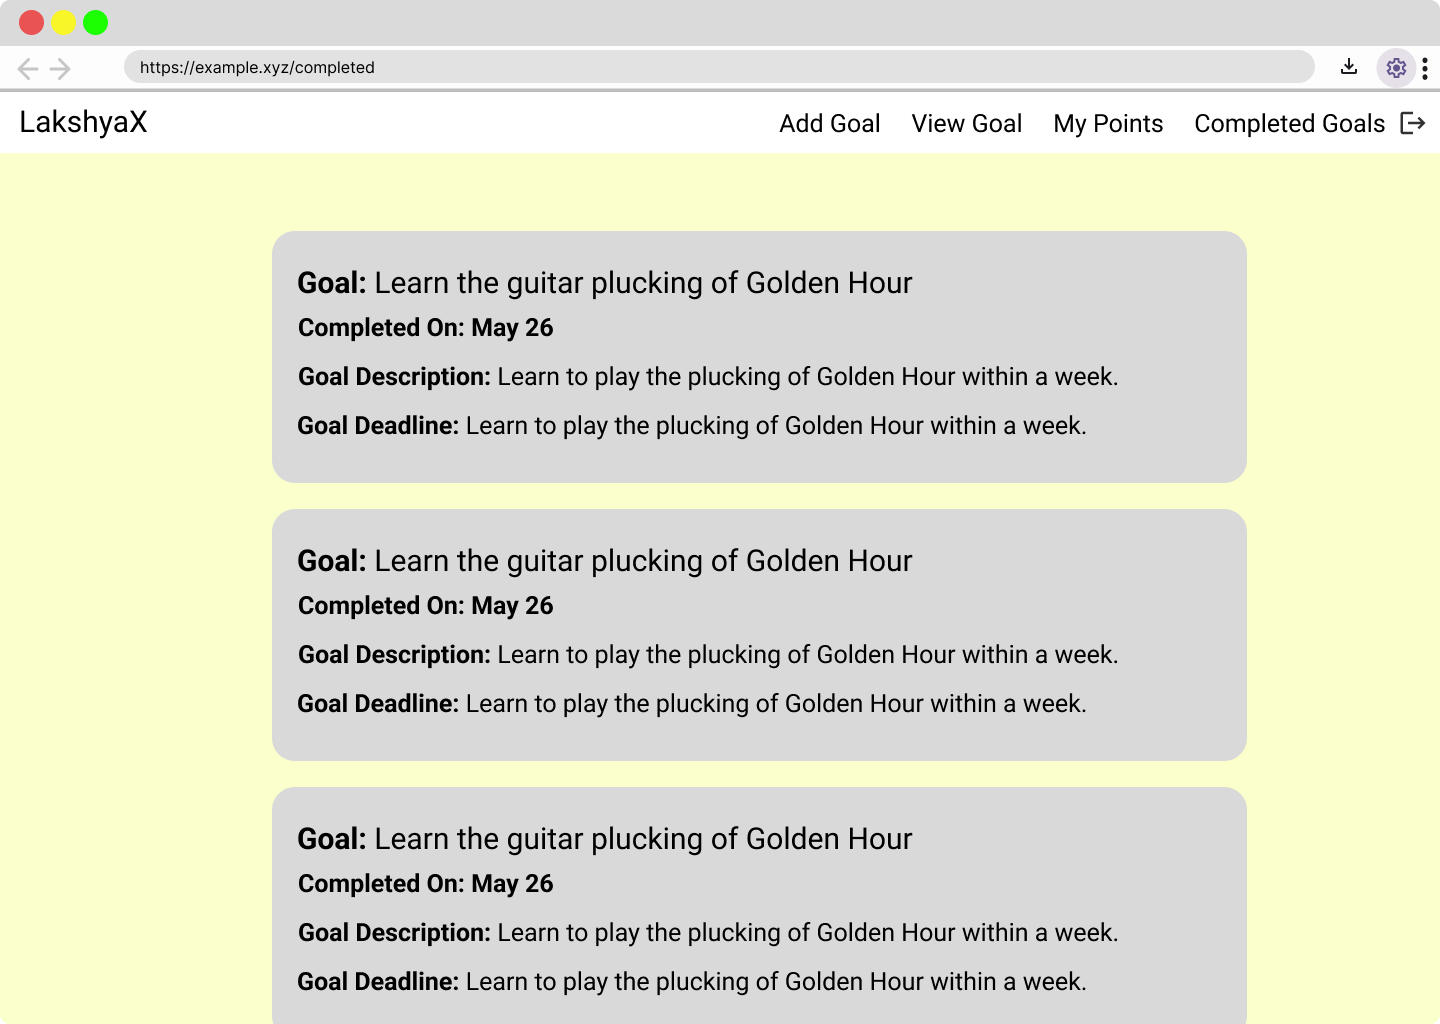 https://example.xyz/completed
LakshyaX
Add Goal View Goal My Points Completed Goals
Goal: Learn the guitar plucking of Golden Hour
Completed On: May 26
Goal Description: Learn to play the plucking of Golden Hour within a week.
Goal Deadline: Learn to play the plucking of Golden Hour within a week.
Goal: Learn the guitar plucking of Golden Hour
Completed On: May 26
Goal Description: Learn to play the plucking of Golden Hour within a week.
Goal Deadline: Learn to play the plucking of Golden Hour within a week.
Goal: Learn the guitar plucking of Golden Hour
Completed On: May 26
Goal Description: Learn to play the plucking of Golden Hour within a week.
Goal Deadline: Learn to play the plucking of Golden Hour within a week.